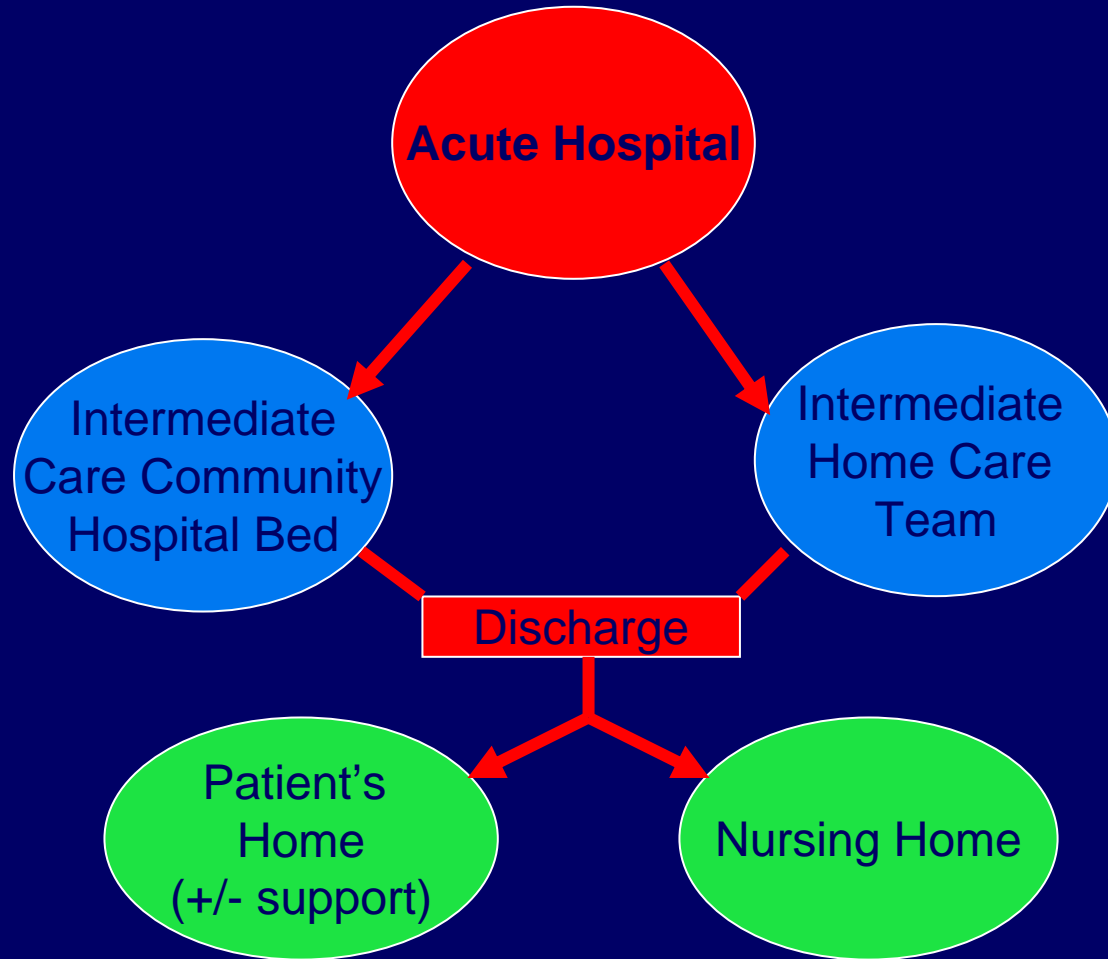 Acute Hospital
Intermediate
Care Community
Hospital Bed
Intermediate
Home Care
Team
Discharge
Patient’s
Home
(+/- support)
Nursing Home